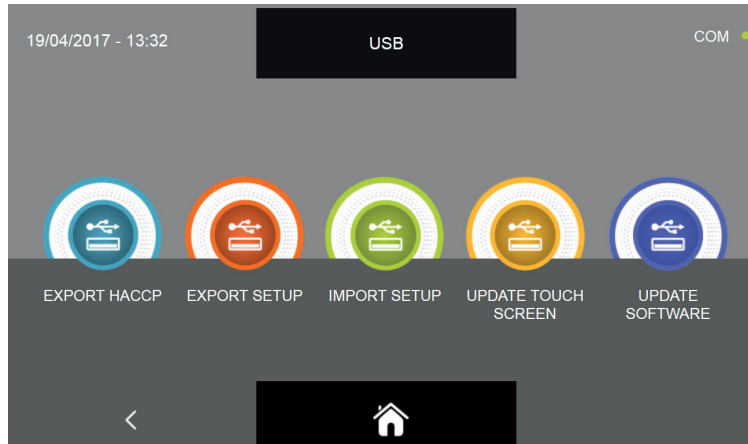 19/04/2017 - 13:32
USB
COM
EXPORT HACCP
EXPORT SETUP
IMPORT SETUP
UPDATE TOUCH
SCREEN
UPDATE
SOFTWARE